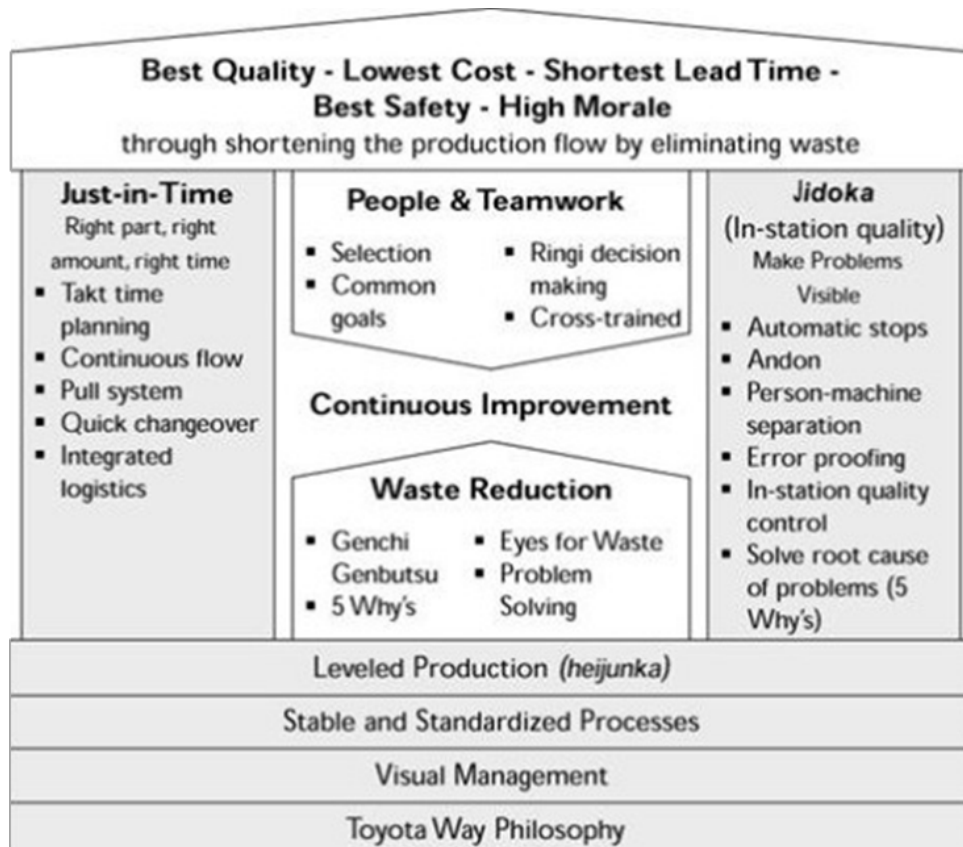 Best Quality - Lowest Cost - Shortest Lead Time -
Best Safety - High Morale
through shortening the production flow by eliminating waste
Just-in-Time
Right part, right
amount, right time
▪ Takt time
planning
▪ Continuous flow
▪ Pull system
▪ Quick changeover
▪ Integrated
logistics
People & Teamwork
▪ Selection
▪ Common
goals
▪ Ringi decision
making
▪ Cross-trained
Continuous Improvement
Waste Reduction
▪ Genchi
Genbutsu
▪ 5 Why's
▪ Eyes for Waste
▪ Problem
Solving
Jidoka
(In-station quality)
Make Problems
Visible
▪ Automatic stops
▪ Andon
▪ Person-machine
separation
▪ Error proofing
▪ In-station quality
control
▪ Solve root cause
of problems (5
Why's)
Leveled Production (heijunka)
Stable and Standardized Processes
Visual Management
Toyota Way Philosophy